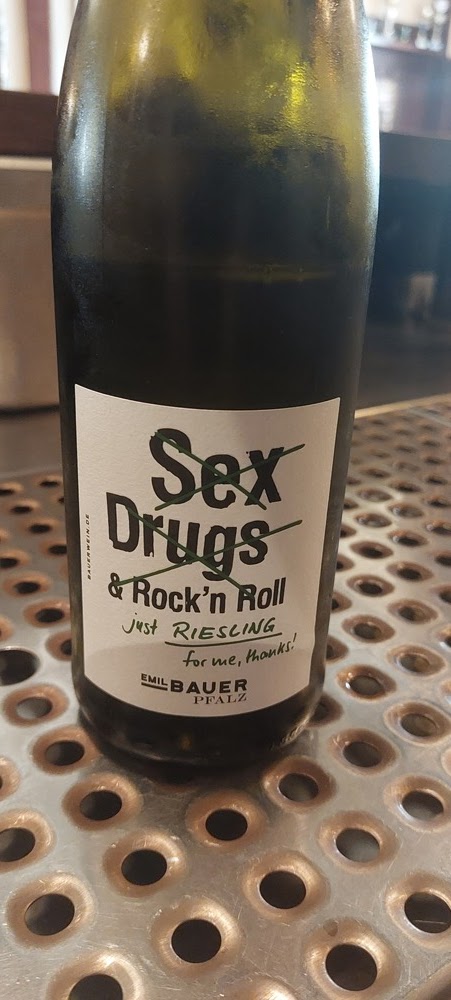 Sex
Drugs
& Rock'n Roll
just RIESLING
for me, thanks!
EMIL BAUER
PFALZ
BAUERWEIN.DE